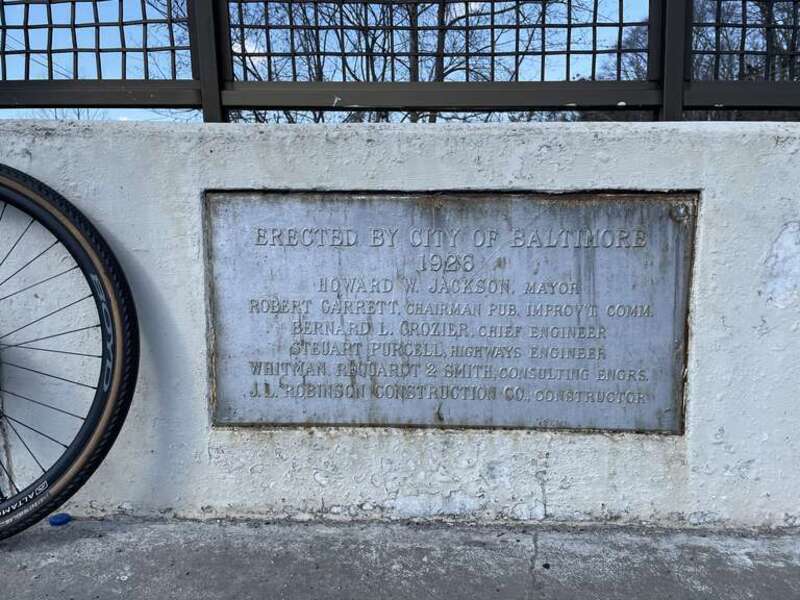 ERECTED BY CITY OF BALTIMORE
1926
HOWARD W. JACKSON, MAYOR
ROBERT GARRETT, CHAIRMAN PUB. IMPROV'T COMM.
BERNARD L. CROZIER, CHIEF ENGINEER
STEUART PURCELL, HIGHWAYS ENGINEER
WHITMAN REQUARDT & SMITH, CONSULTING ENGRS.
J.L. ROBINSON CONSTRUCTION CO., CONSTRUCTOR
BOYD